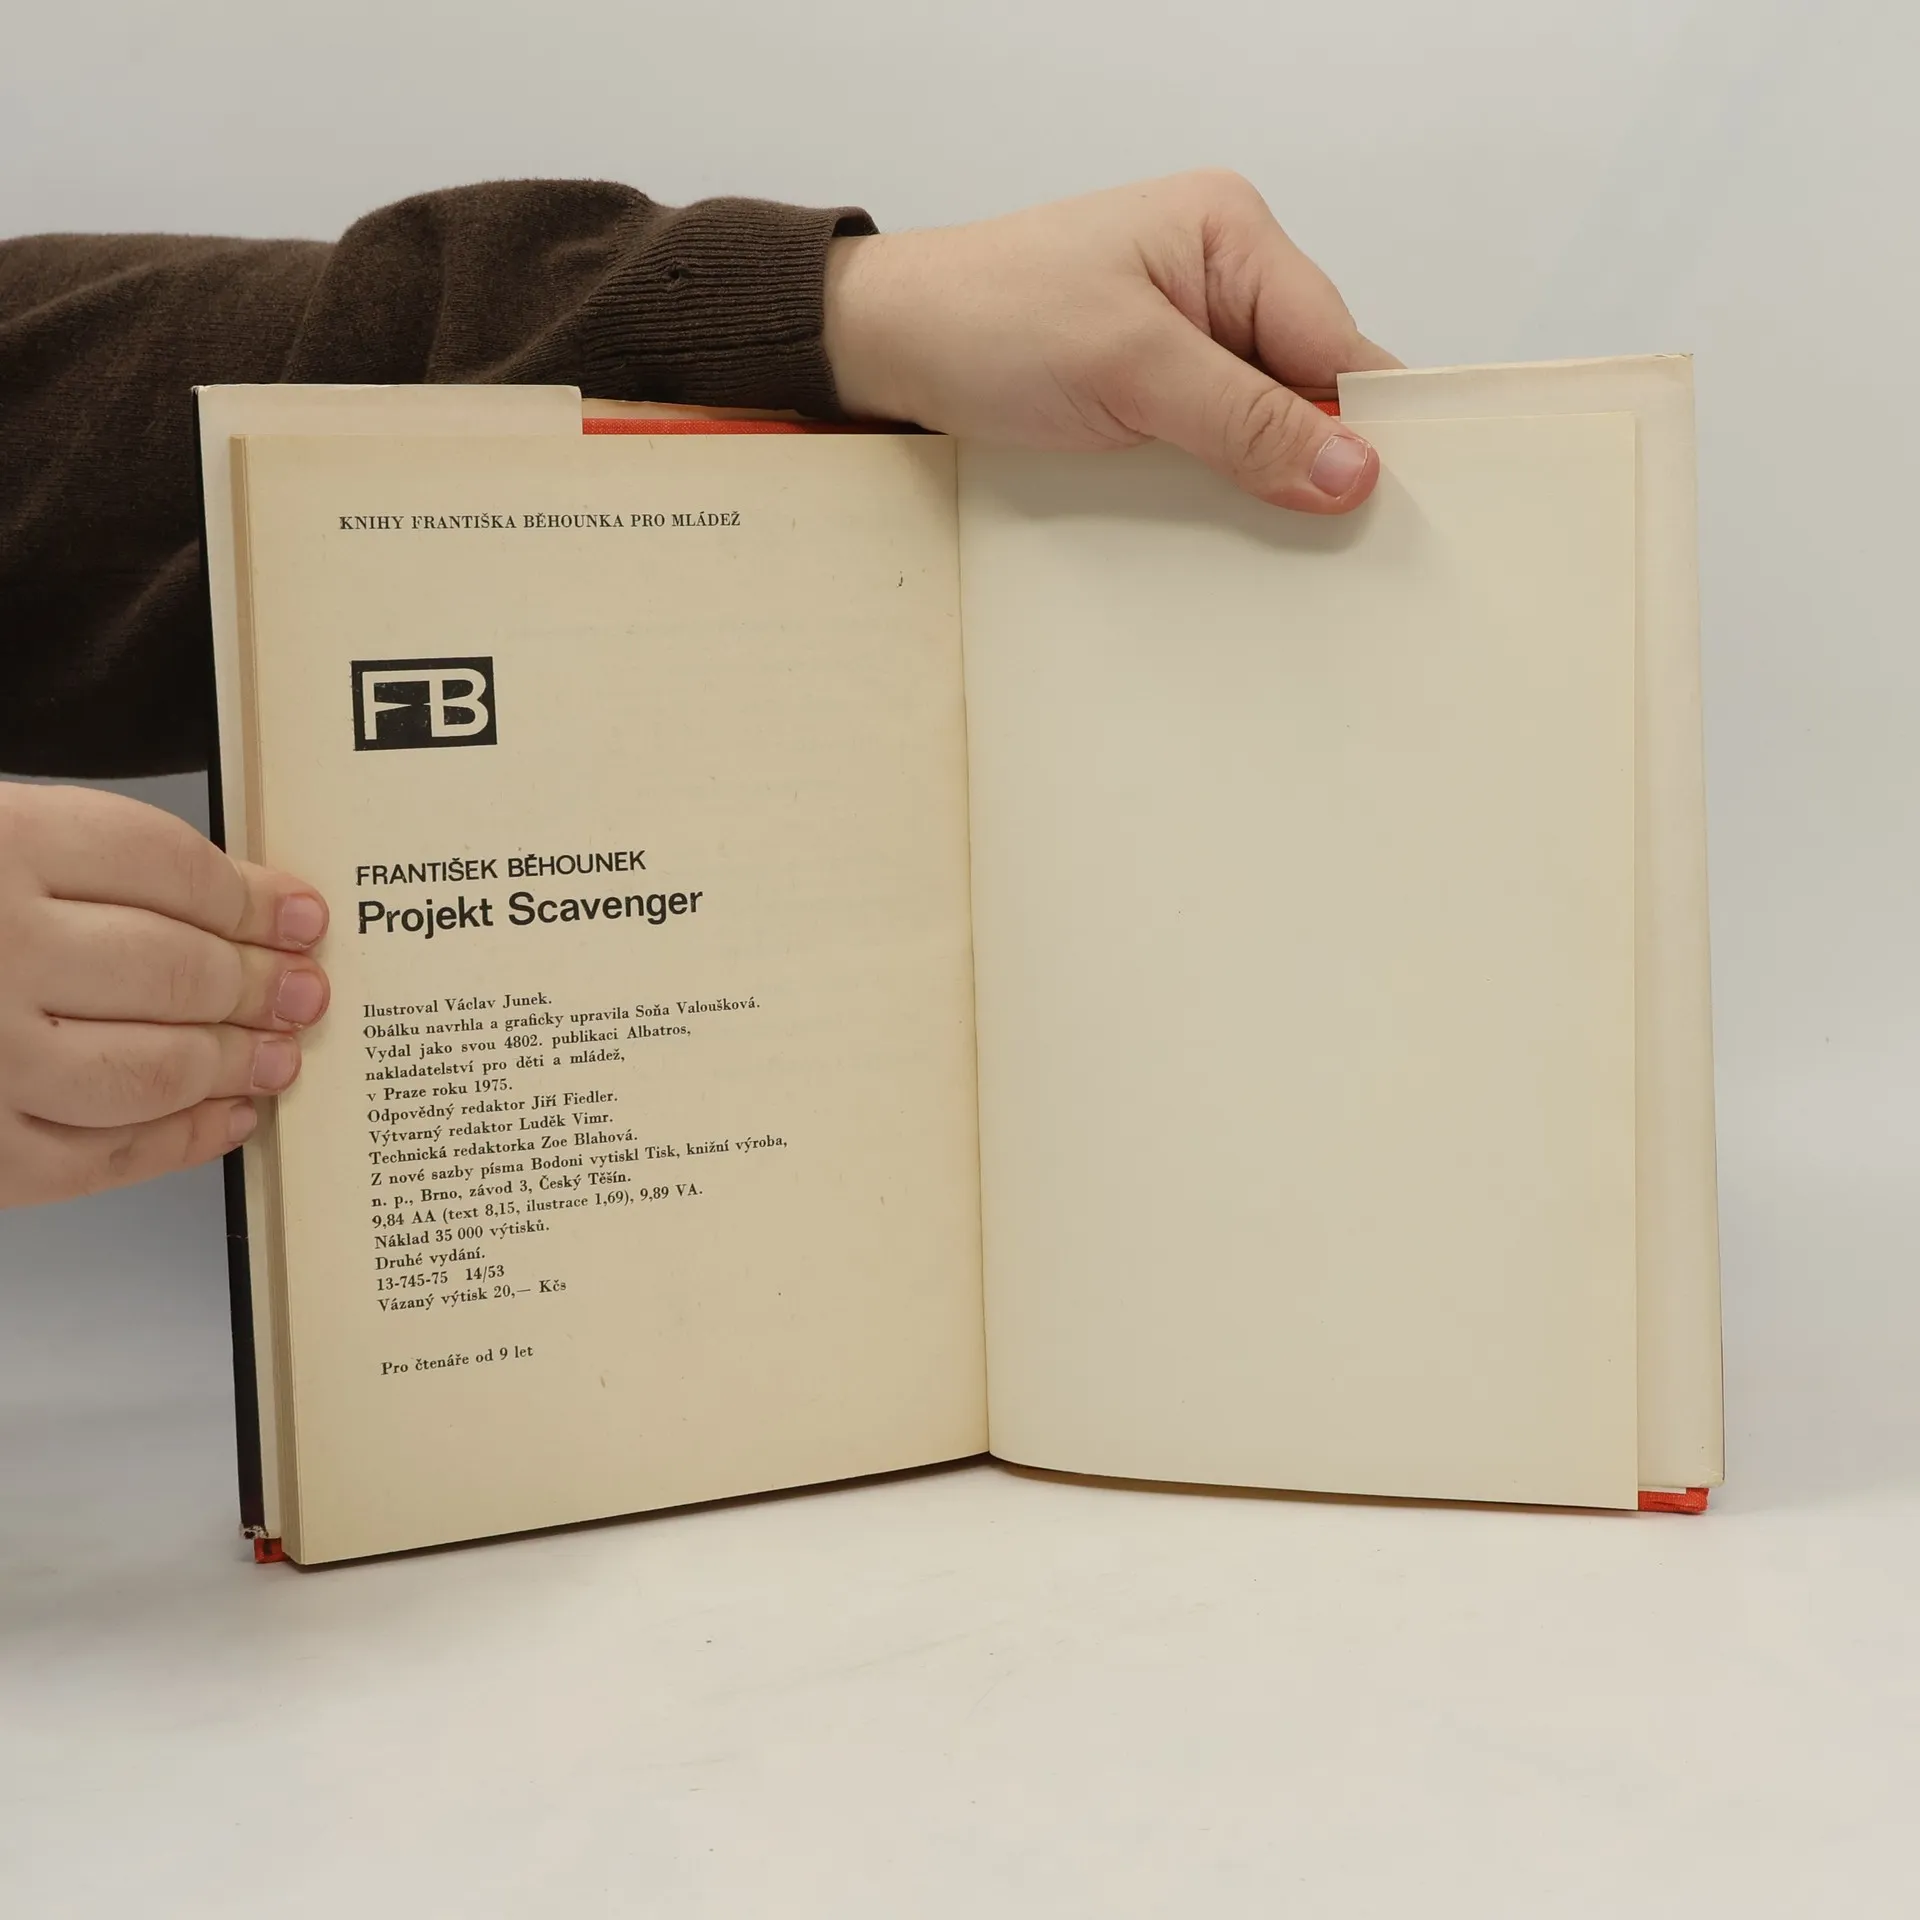 KNIHY FRANTIŠKA BĚHOUNKA PRO MLÁDEŽ
FB
FRANTIŠEK BĚHOUNEK
Projekt Scavenger
Ilustroval Václav Junek.
Obálku navrhla a graficky upravila Soňa Valoušková.
Vydal jako svou 4802. publikaci Albatros,
nakladatelství pro děti a mládež,
v Praze roku 1975.
Odpovědný redaktor Jiří Fiedler.
Výtvarný redaktor Luděk Vimr.
Technická redaktorka Zoe Blahová.
Z nové sazby písma Bodoni vytiskl Tisk, knižní výroba,
n. p., Brno, závod 3, Český Těšín.
9,84 AA (text 8,15, ilustrace 1,69), 9,89 VA.
Náklad 35 000 výtisků.
Druhé vydání.
13-745-75 14/53
Vázaný výtisk 20,— Kčs
Pro čtenáře od 9 let